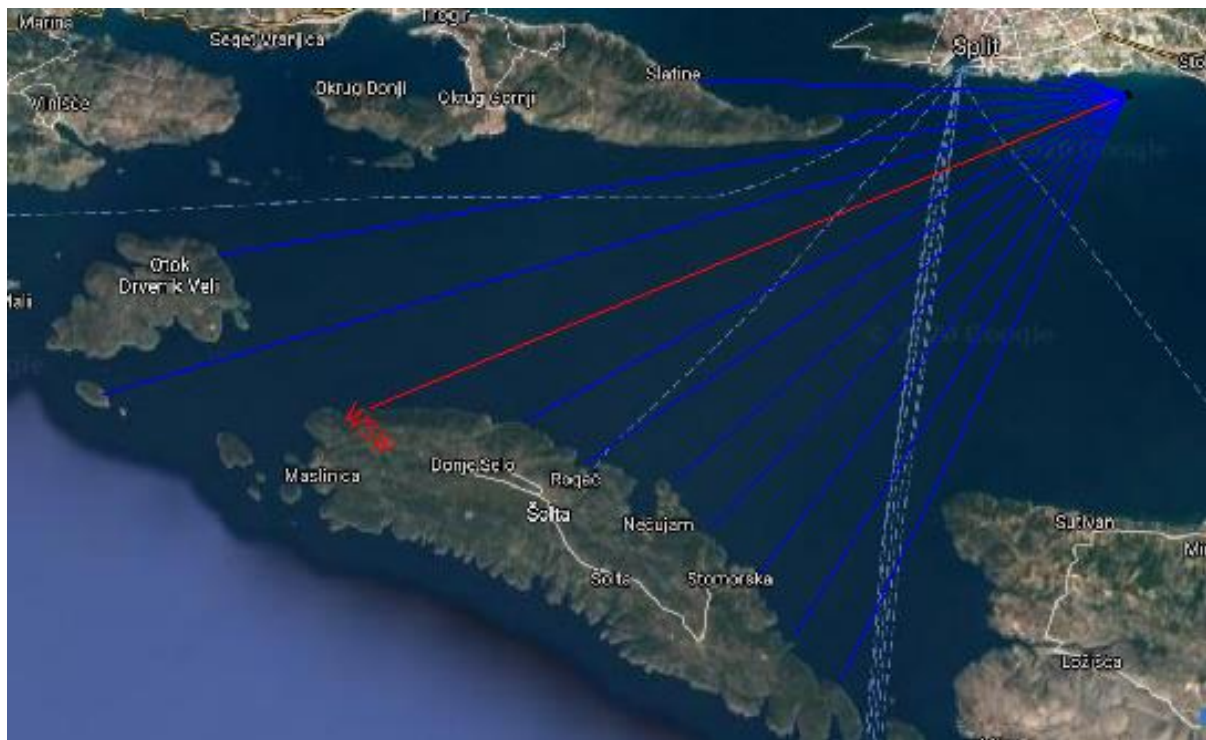 Marina
Trogir
Seget Vranjica
Split
Slatine
Okrug Donji
Okrug Gornji
Vinišće
Otok
Drvenik Veli
Mali
Maslinica
Donje Selo
Rogač
Šolta
Nečujam
Šolta
Stomorska
Sutivan
Ložišća